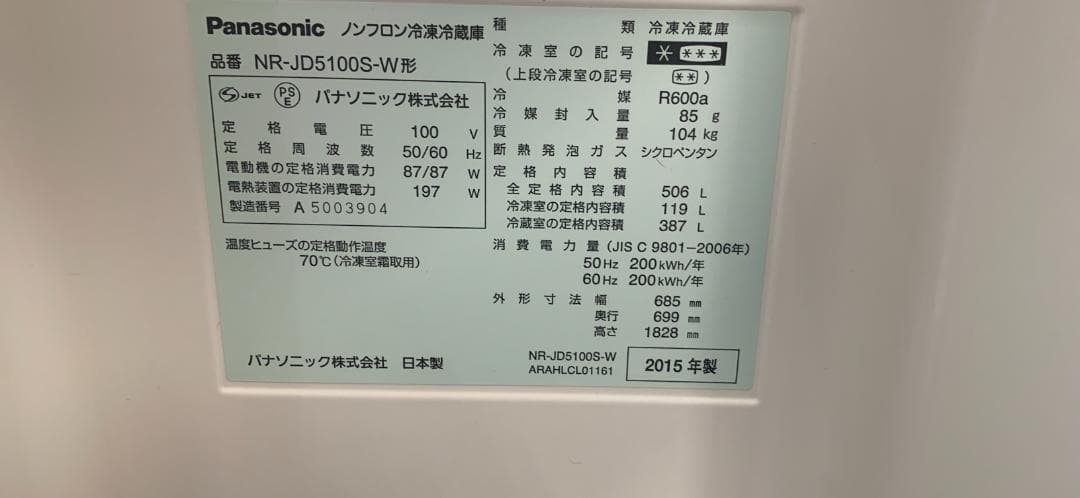 Panasonic ノンフロン冷凍冷蔵庫
品番 NR-JD5100S-W形
JET PSE パナソニック株式会社
定格電圧 100 V
定格周波数 50/60 Hz
電動機の定格消費電力 87/87 W
電熱装置の定格消費電力 197 W
製造番号 A 5003904
温度ヒューズの定格動作温度
70℃(冷凍室霜取用)
種類 冷凍冷蔵庫
冷凍室の記号 * ***
(上段冷凍室の記号 ** )
冷媒 R600a
冷媒封入量 85 g
質量 104 kg
断熱発泡ガス シクロペンタン
定格内容積
全定格内容積 506 L
冷凍室の定格内容積 119 L
冷蔵室の定格内容積 387 L
消費電力量 (JIS C 9801-2006年)
50Hz 200kWh/年
60Hz 200kWh/年
外形寸法 幅 685 mm
奥行 699 mm
高さ 1828 mm
パナソニック株式会社 日本製
NR-JD5100S-W
ARAHLCL01161
2015年製